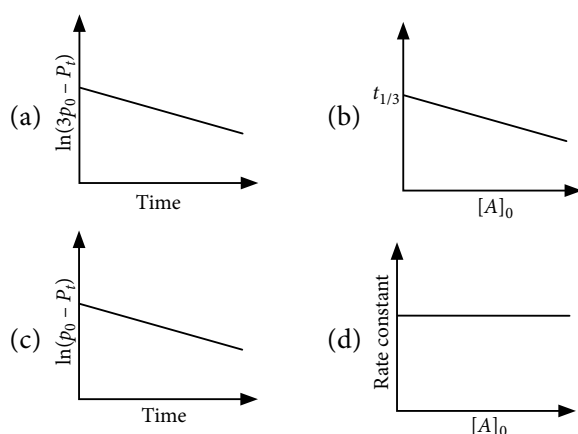 (a)
ln(3p₀ – Pₜ)
Time
(b)
t₁/₃
[A]₀
(c)
ln(p₀ – Pₜ)
Time
(d)
Rate constant
[A]₀